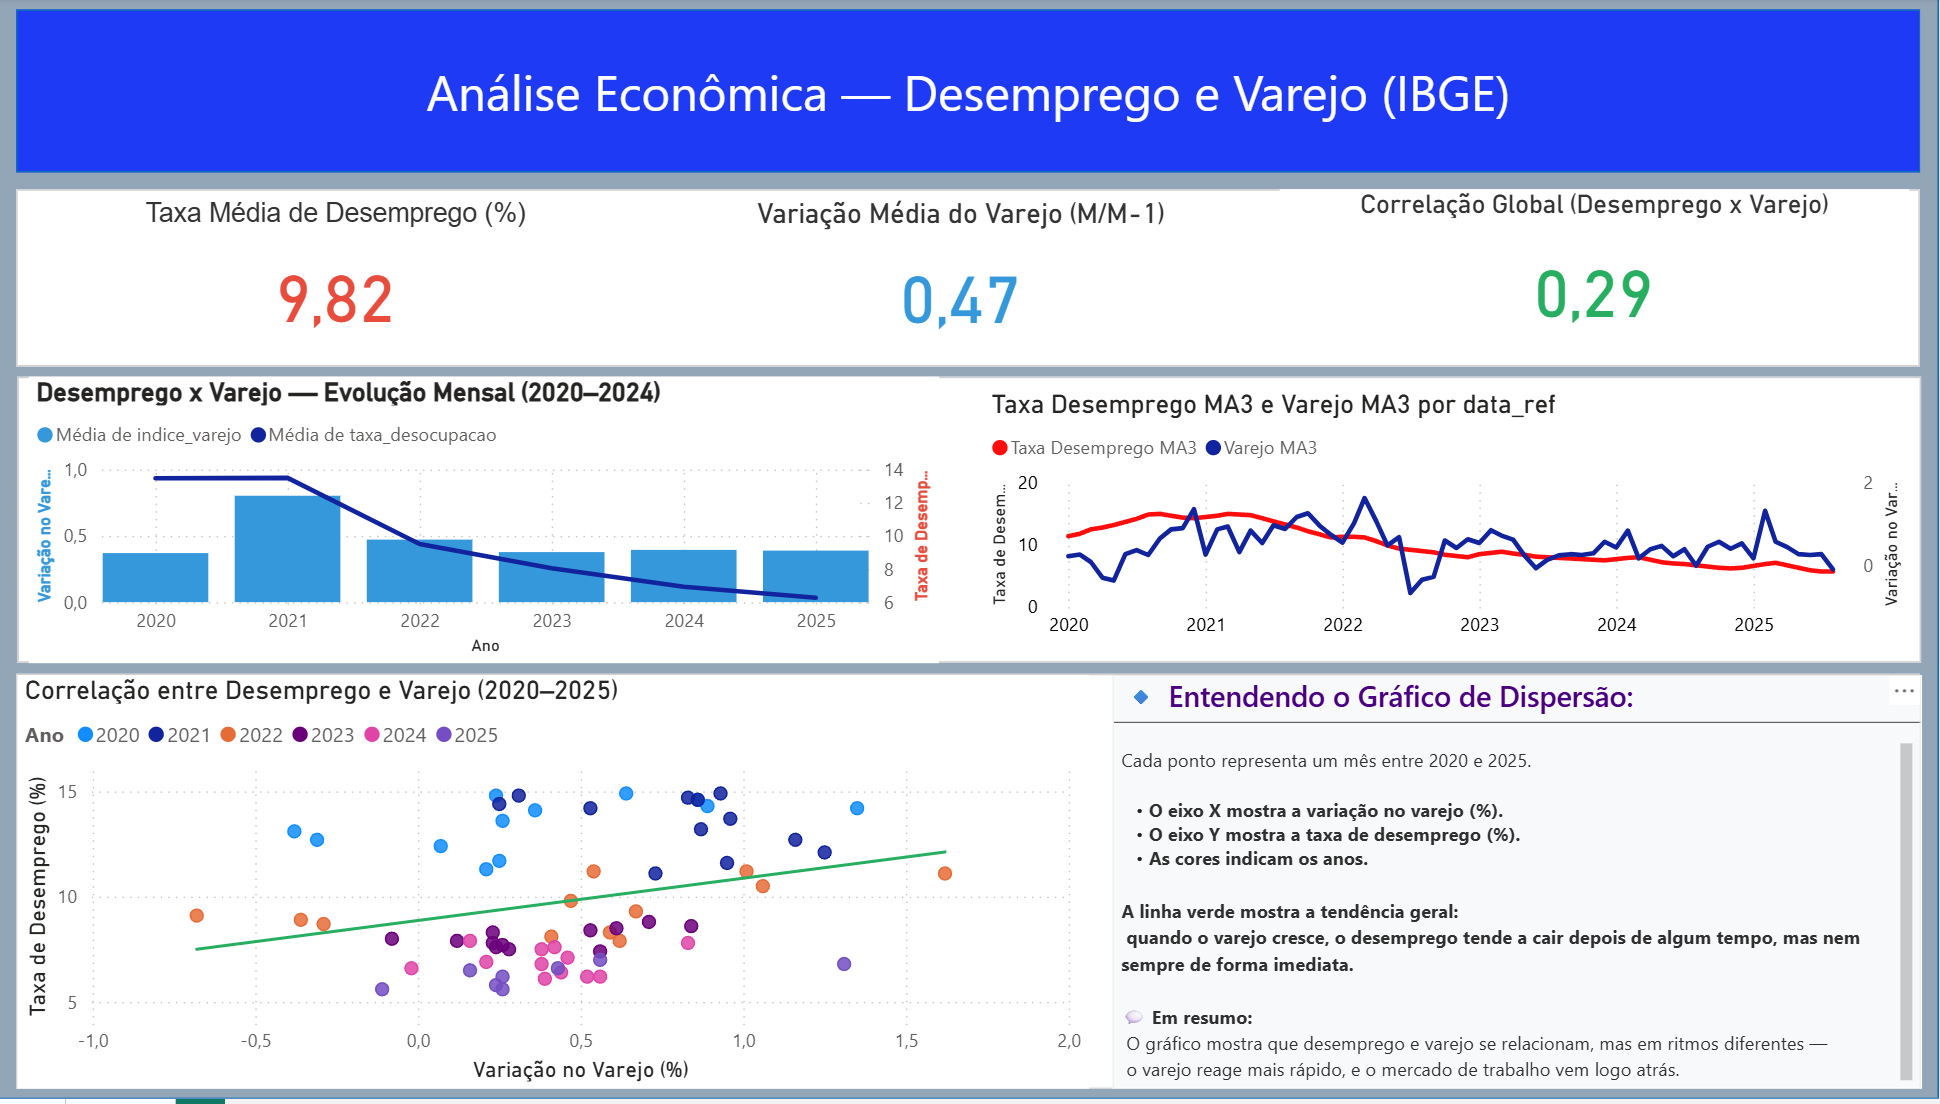 Análise Econômica — Desemprego e Varejo (IBGE)
Taxa Média de Desemprego (%)
9,82
Variação Média do Varejo (M/M-1)
0,47
Correlação Global (Desemprego x Varejo)
0,29
Desemprego x Varejo — Evolução Mensal (2020–2024)
Média de indice_varejo Média de taxa_desocupacao
Variação no Vare...
1,0
0,5
0,0
14
12
10
8
6
Taxa de Desemp...
2020 2021 2022 2023 2024 2025
Ano
Taxa Desemprego MA3 e Varejo MA3 por data_ref
Taxa Desemprego MA3 Varejo MA3
Taxa de Desem...
20
10
0
2
0
Variação no Var...
2020 2021 2022 2023 2024 2025
Correlação entre Desemprego e Varejo (2020–2025)
Ano 2020 2021 2022 2023 2024 2025
Taxa de Desemprego (%)
15
10
5
-1,0 -0,5 0,0 0,5 1,0 1,5 2,0
Variação no Varejo (%)
Entendendo o Gráfico de Dispersão:
Cada ponto representa um mês entre 2020 e 2025.
• O eixo X mostra a variação no varejo (%).
• O eixo Y mostra a taxa de desemprego (%).
• As cores indicam os anos.
A linha verde mostra a tendência geral:
quando o varejo cresce, o desemprego tende a cair depois de algum tempo, mas nem
sempre de forma imediata.
Em resumo:
O gráfico mostra que desemprego e varejo se relacionam, mas em ritmos diferentes —
o varejo reage mais rápido, e o mercado de trabalho vem logo atrás.